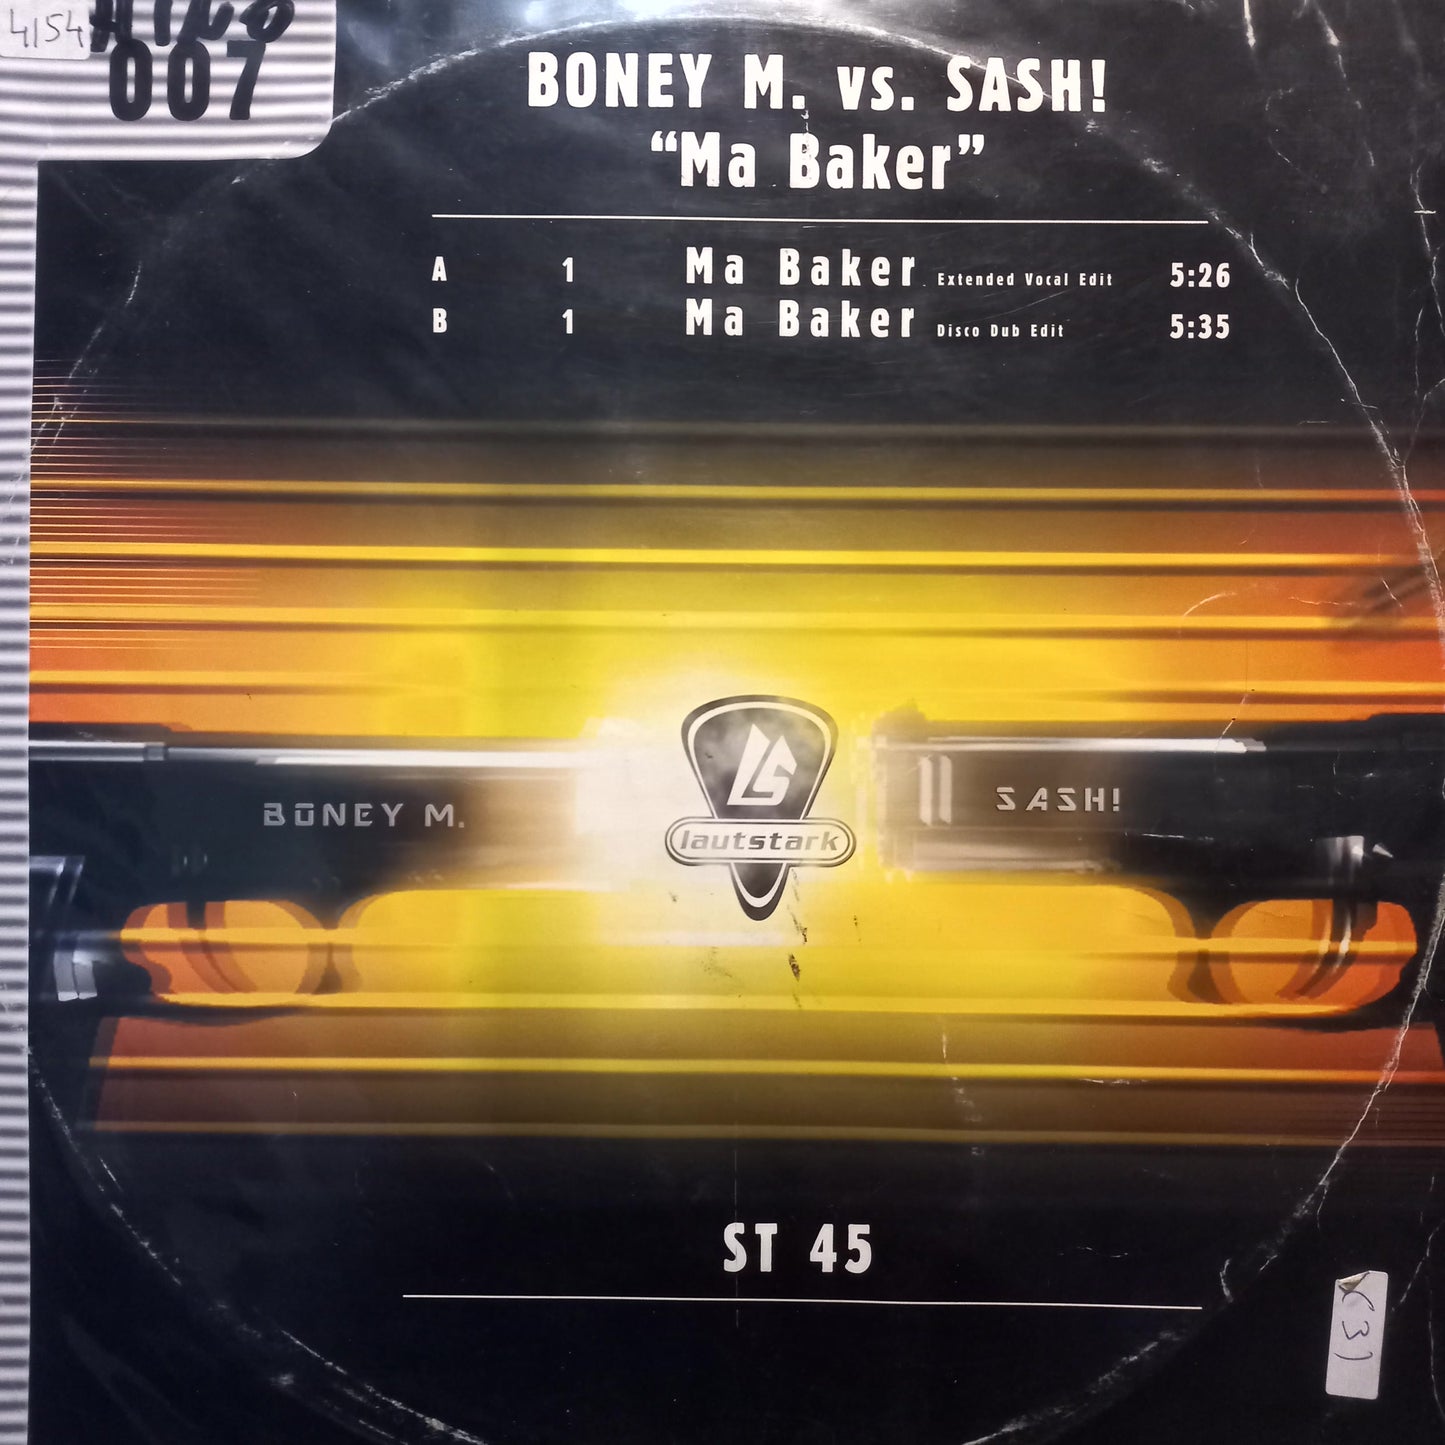 4154
007
BONEY M. vs. SASH!
“Ma Baker”
A 1 Ma Baker Extended Vocal Edit 5:26
B 1 Ma Baker Disco Dub Edit 5:35
LS
lautstark
BONEY M.
SASH!
ST 45